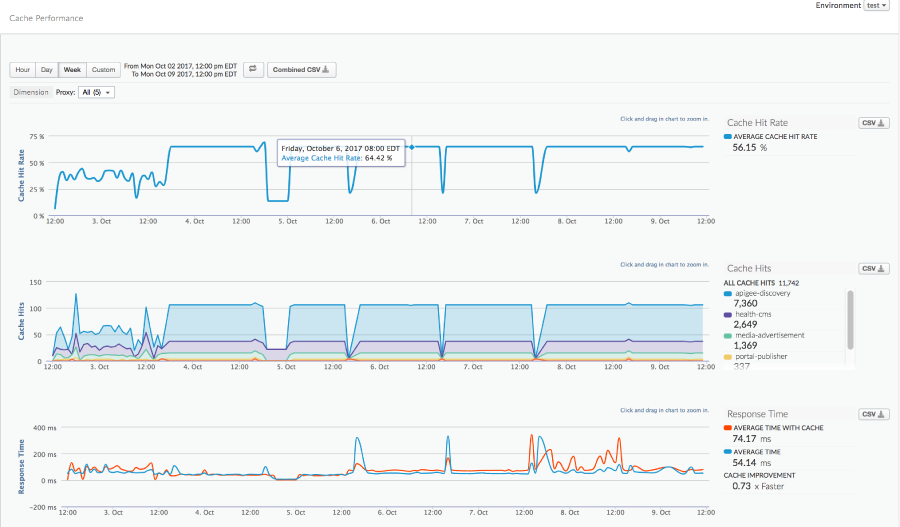 Environment test
Cache Performance
Hour Day Week Custom From Mon Oct 02 2017, 12:00 pm EDT
To Mon Oct 09 2017, 12:00 pm EDT
Combined CSV
Dimension Proxy: All (5)
Click and drag in chart to zoom in.
Cache Hit Rate
75 %
50 %
25 %
0 %
Friday, October 6, 2017 08:00 EDT
Average Cache Hit Rate: 64.42 %
12:00 3. Oct 12:00 4. Oct 12:00 5. Oct 12:00 6. Oct 12:00 7. Oct 12:00 8. Oct 12:00 9. Oct 12:00
Cache Hit Rate CSV
AVERAGE CACHE HIT RATE
56.15 %
Click and drag in chart to zoom in.
Cache Hits
150
100
50
0
12:00 3. Oct 12:00 4. Oct 12:00 5. Oct 12:00 6. Oct 12:00 7. Oct 12:00 8. Oct 12:00 9. Oct 12:00
Cache Hits CSV
ALL CACHE HITS 11,742
apigee-discovery
7,360
health-cms
2,649
media-advertisement
1,369
portal-publisher
337
Click and drag in chart to zoom in.
Response Time
400 ms
200 ms
0 ms
-200 ms
12:00 3. Oct 12:00 4. Oct 12:00 5. Oct 12:00 6. Oct 12:00 7. Oct 12:00 8. Oct 12:00 9. Oct 12:00
Response Time CSV
AVERAGE TIME WITH CACHE
74.17 ms
AVERAGE TIME
54.14 ms
CACHE IMPROVEMENT
0.73 x Faster